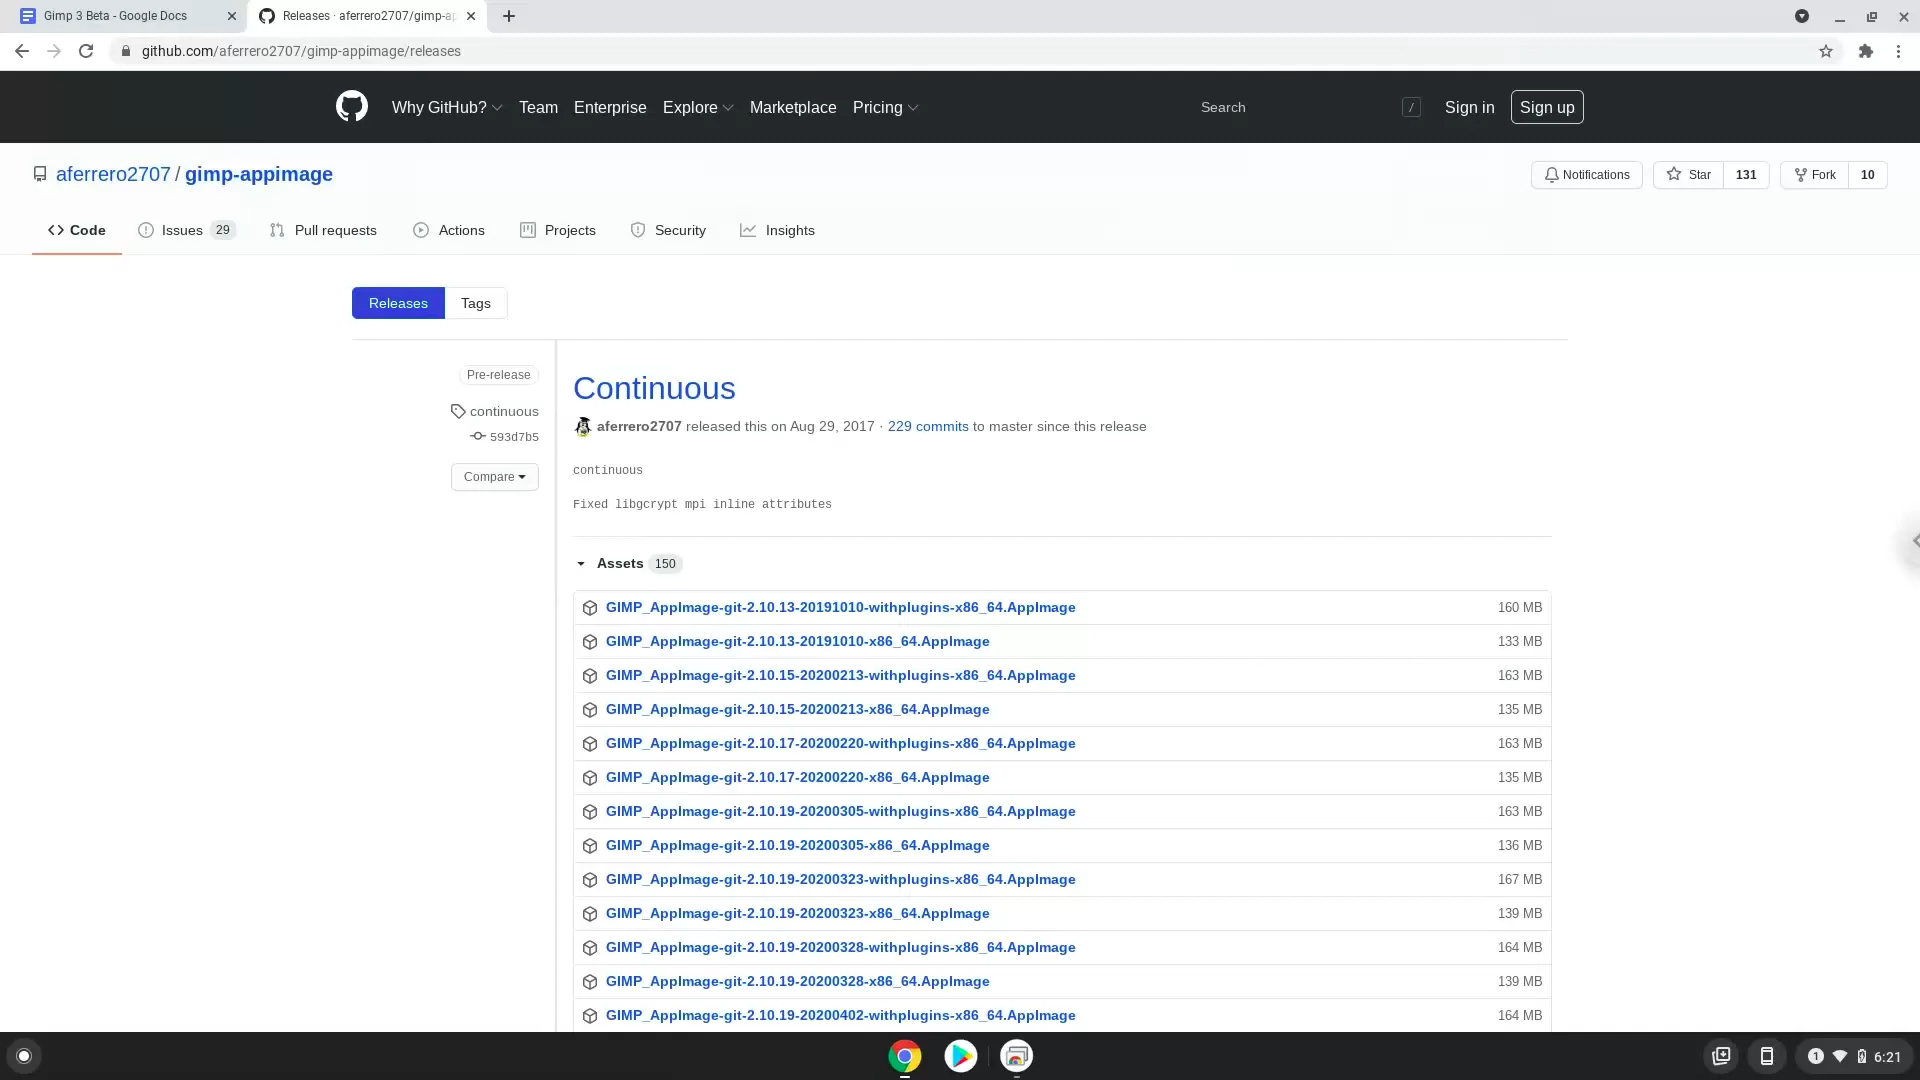 Gimp 3 Beta - Google Docs
Releases · aferrero2707/gimp-ap
github.com/aferrero2707/gimp-appimage/releases
Why GitHub? Team Enterprise Explore Marketplace Pricing Search / Sign in Sign up
aferrero2707 / gimp-appimage Notifications Star 131 Fork 10
Code Issues 29 Pull requests Actions Projects Security Insights
Releases Tags
Pre-release
continuous
593d7b5
Compare
Continuous
aferrero2707 released this on Aug 29, 2017 · 229 commits to master since this release
continuous
Fixed libgcrypt mpi inline attributes
Assets 150
GIMP_AppImage-git-2.10.13-20191010-withplugins-x86_64.AppImage 160 MB
GIMP_AppImage-git-2.10.13-20191010-x86_64.AppImage 133 MB
GIMP_AppImage-git-2.10.15-20200213-withplugins-x86_64.AppImage 163 MB
GIMP_AppImage-git-2.10.15-20200213-x86_64.AppImage 135 MB
GIMP_AppImage-git-2.10.17-20200220-withplugins-x86_64.AppImage 163 MB
GIMP_AppImage-git-2.10.17-20200220-x86_64.AppImage 135 MB
GIMP_AppImage-git-2.10.19-20200305-withplugins-x86_64.AppImage 163 MB
GIMP_AppImage-git-2.10.19-20200305-x86_64.AppImage 136 MB
GIMP_AppImage-git-2.10.19-20200323-withplugins-x86_64.AppImage 167 MB
GIMP_AppImage-git-2.10.19-20200323-x86_64.AppImage 139 MB
GIMP_AppImage-git-2.10.19-20200328-withplugins-x86_64.AppImage 164 MB
GIMP_AppImage-git-2.10.19-20200328-x86_64.AppImage 139 MB
GIMP_AppImage-git-2.10.19-20200402-withplugins-x86_64.AppImage 164 MB
1 6:21